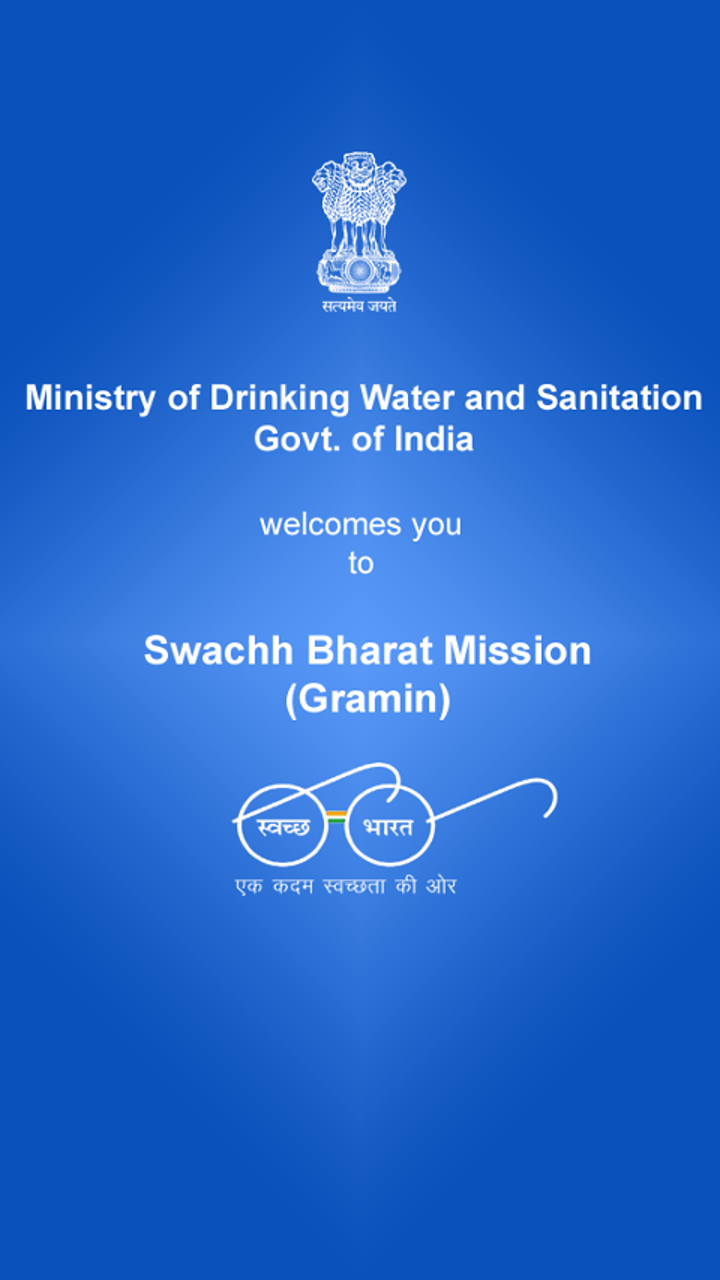 सत्यमेव जयते
Ministry of Drinking Water and Sanitation
Govt. of India
welcomes you
to
Swachh Bharat Mission
(Gramin)
स्वच्छ भारत
एक कदम स्वच्छता की ओर